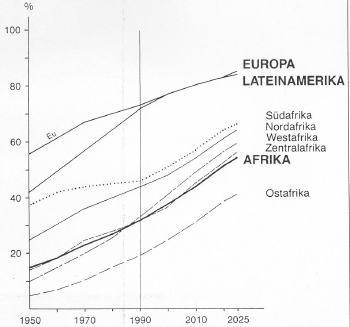 %
100
EUROPA
80
LATEINAMERIKA
Eu
Südafrika
Nordafrika
60
Westafrika
Zentralafrika
AFRIKA
40
Ostafrika
20
1950 1970 1990 2010 2025